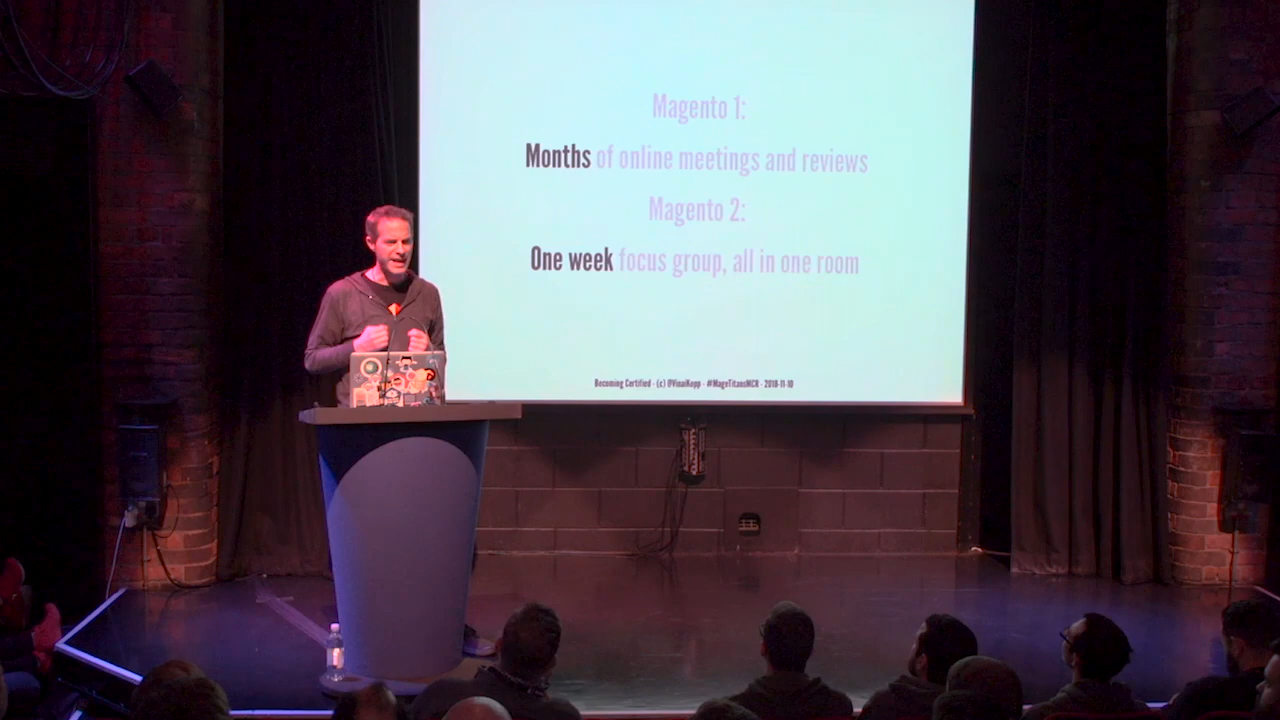 Magento 1:
Months of online meetings and reviews
Magento 2:
One week focus group, all in one room
Becoming Certified - (c) @VinaiKopp - #MageTitansMCR - 2018-11-10